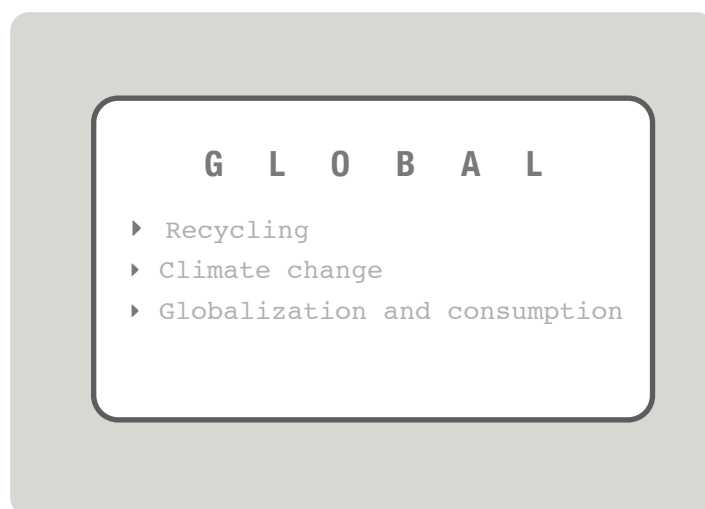 G L O B A L
Recycling
Climate change
Globalization and consumption